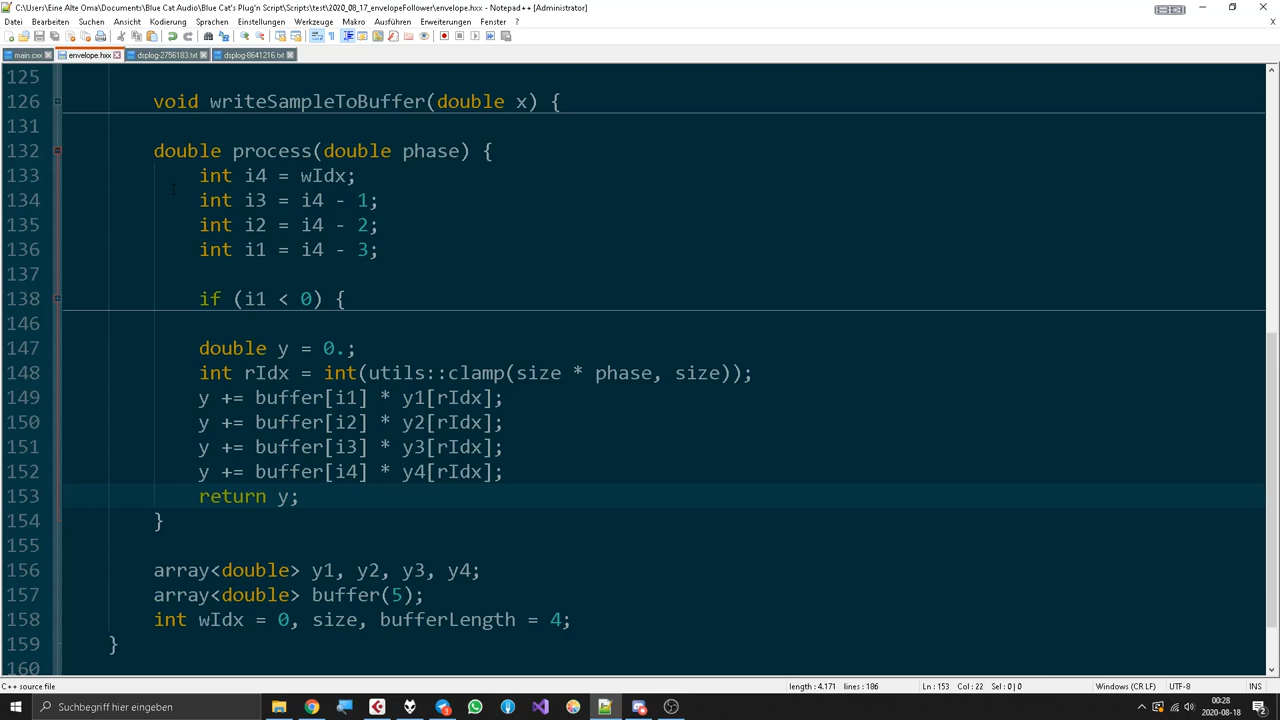 C:\Users\Eine Alte Oma\Documents\Blue Cat Audio\Blue Cat's Plug'n Script\Scripts\test\2020_08_17_envelopeFollower\envelope.hxx - Notepad++ [Administrator]
Datei Bearbeiten Suchen Ansicht Kodierung Sprachen Einstellungen Werkzeuge Makro Ausführen Erweiterungen Fenster ?
main.cxx envelope.hxx dsplog-2756183.txt dsplog-8641216.txt
125
126 void writeSampleToBuffer(double x) {
131
132 double process(double phase) {
133 int i4 = wIdx;
134 int i3 = i4 - 1;
135 int i2 = i4 - 2;
136 int i1 = i4 - 3;
137
138 if (i1 < 0) {
146
147 double y = 0.;
148 int rIdx = int(utils::clamp(size * phase, size));
149 y += buffer[i1] * y1[rIdx];
150 y += buffer[i2] * y2[rIdx];
151 y += buffer[i3] * y3[rIdx];
152 y += buffer[i4] * y4[rIdx];
153 return y;
154 }
155
156 array<double> y1, y2, y3, y4;
157 array<double> buffer(5);
158 int wIdx = 0, size, bufferLength = 4;
159 }
160
C++ source file length : 4.171 lines : 186 Ln : 153 Col : 22 Sel : 0 | 0 Windows (CR LF) UTF-8 INS
Suchbegriff hier eingeben 00:28
2020-08-18